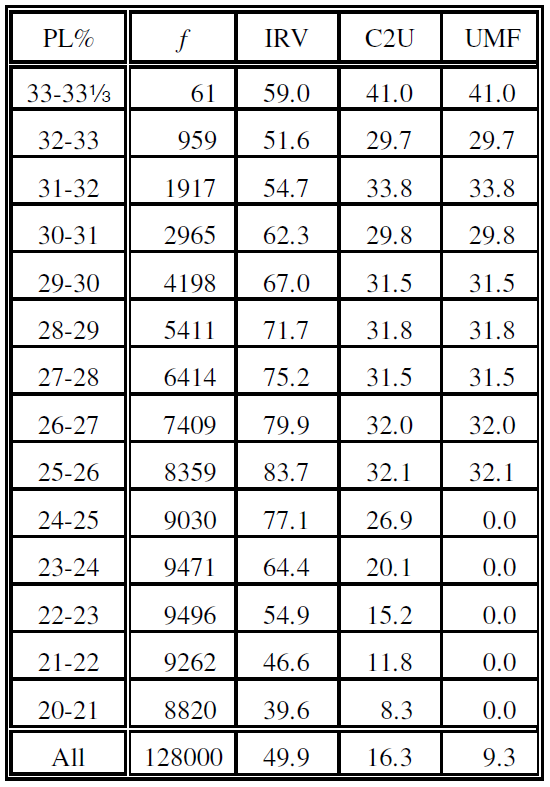 PL% f IRV C2U UMF
33-33⅓ 61 59.0 41.0 41.0
32-33 959 51.6 29.7 29.7
31-32 1917 54.7 33.8 33.8
30-31 2965 62.3 29.8 29.8
29-30 4198 67.0 31.5 31.5
28-29 5411 71.7 31.8 31.8
27-28 6414 75.2 31.5 31.5
26-27 7409 79.9 32.0 32.0
25-26 8359 83.7 32.1 32.1
24-25 9030 77.1 26.9 0.0
23-24 9471 64.4 20.1 0.0
22-23 9496 54.9 15.2 0.0
21-22 9262 46.6 11.8 0.0
20-21 8820 39.6 8.3 0.0
All 128000 49.9 16.3 9.3